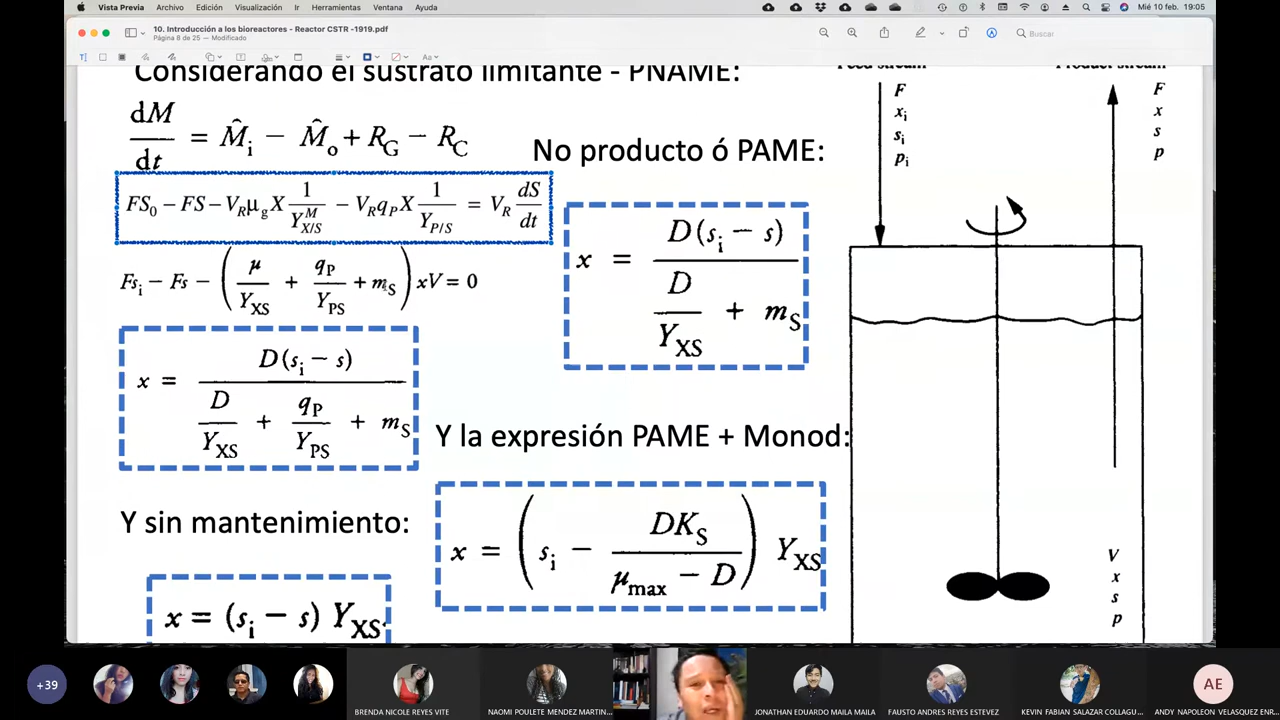 Vista Previa Archivo Edición Visualización Ir Herramientas Ventana Ayuda
Mié 10 feb. 19:05
10. Introducción a los bioreactores - Reactor CSTR -1919.pdf
Página 8 de 25 — Modificado
Buscar
Aa
Considerando el sustrato limitante - PNAME:
dM/dt = M̂i − M̂o + RG − RC
FS0 − FS − VRμgX 1/Y^M X/S − VRqPX 1/YP/S = VR dS/dt
Fsi − Fs − (μ/YXS + qP/YPS + mS) xV = 0
x = D(si − s) / (D/YXS + qP/YPS + mS)
Y sin mantenimiento:
x = (si − s) YXS
No producto ó PAME:
x = D(si − s) / (D/YXS + mS)
Y la expresión PAME + Monod:
x = (si − DKS/(μmax − D)) YXS
Feed stream
F
xi
si
pi
Product stream
F
x
s
p
V
x
s
p
+39
BRENDA NICOLE REYES VITE
NAOMI POULETE MENDEZ MARTIN...
JONATHAN EDUARDO MAILA MAILA
FAUSTO ANDRES REYES ESTEVEZ
KEVIN FABIAN SALAZAR COLLAGU...
AE
ANDY NAPOLEON VELASQUEZ ENR...